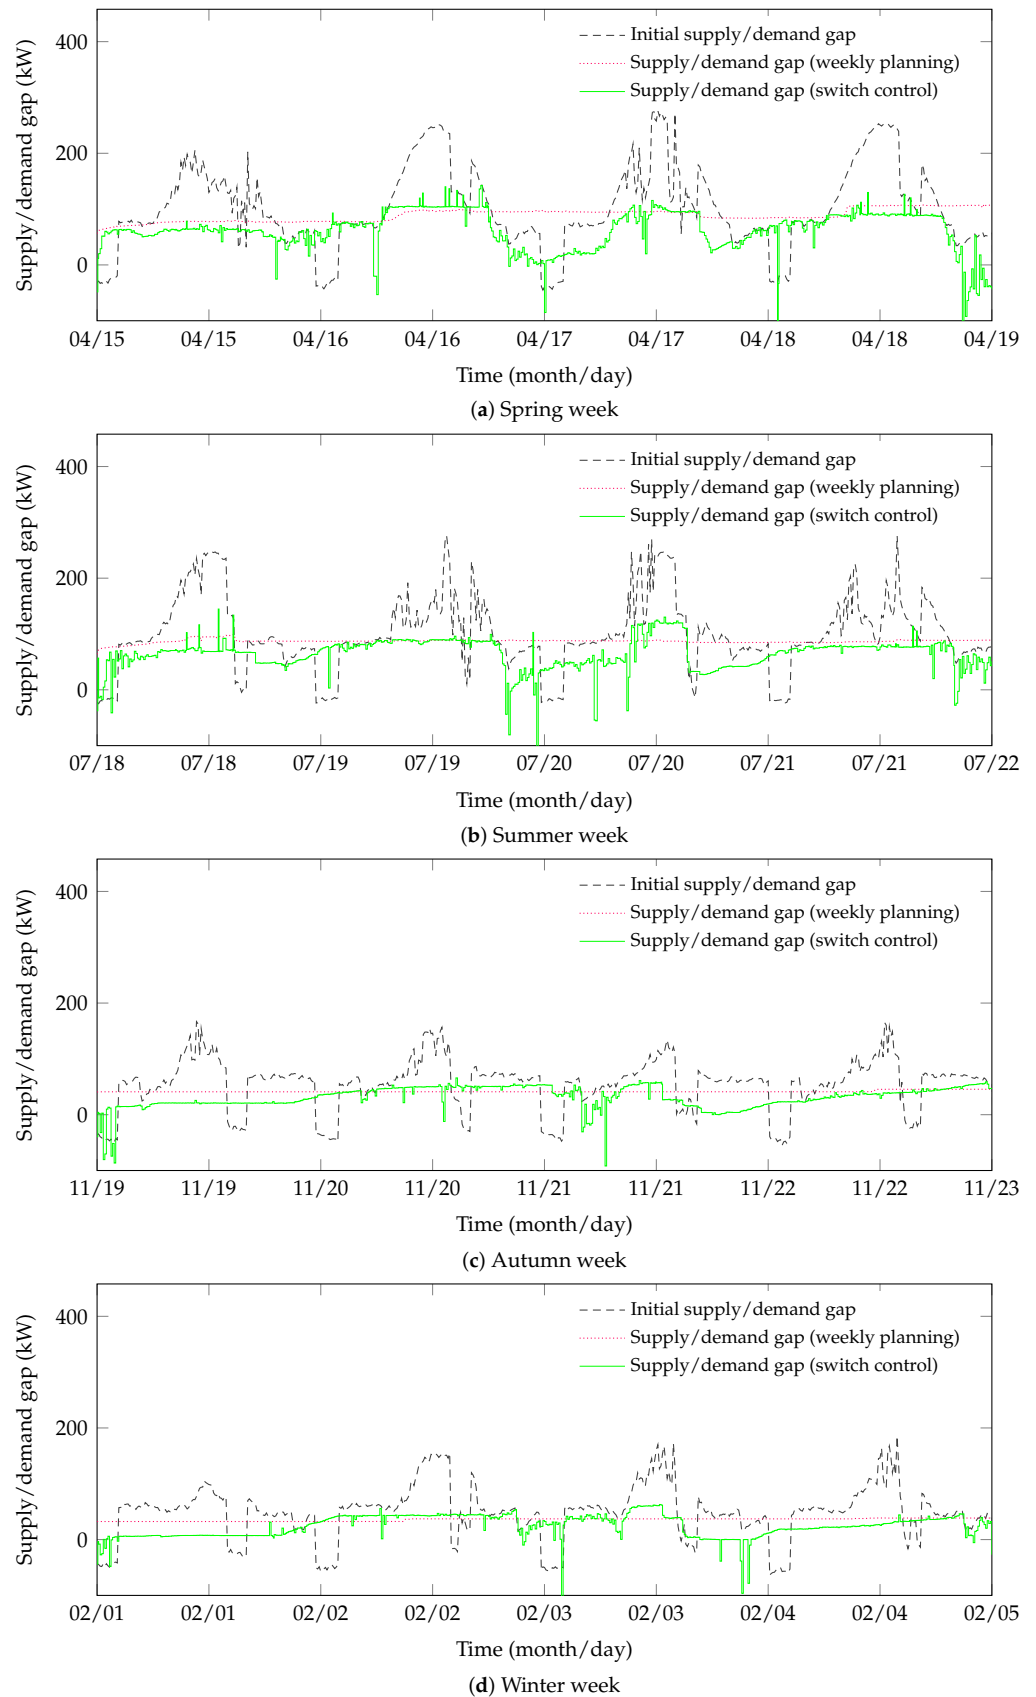 Supply/demand gap (kW)
400
200
0
Initial supply/demand gap
Supply/demand gap (weekly planning)
Supply/demand gap (switch control)
04/15 04/15 04/16 04/16 04/17 04/17 04/18 04/18 04/19
Time (month/day)
(a) Spring week
Supply/demand gap (kW)
400
200
0
Initial supply/demand gap
Supply/demand gap (weekly planning)
Supply/demand gap (switch control)
07/18 07/18 07/19 07/19 07/20 07/20 07/21 07/21 07/22
Time (month/day)
(b) Summer week
Supply/demand gap (kW)
400
200
0
Initial supply/demand gap
Supply/demand gap (weekly planning)
Supply/demand gap (switch control)
11/19 11/19 11/20 11/20 11/21 11/21 11/22 11/22 11/23
Time (month/day)
(c) Autumn week
Supply/demand gap (kW)
400
200
0
Initial supply/demand gap
Supply/demand gap (weekly planning)
Supply/demand gap (switch control)
02/01 02/01 02/02 02/02 02/03 02/03 02/04 02/04 02/05
Time (month/day)
(d) Winter week